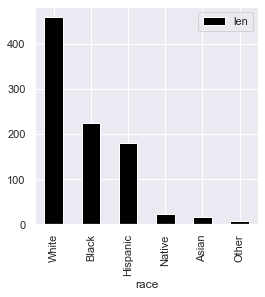 len
400
300
200
100
0
White
Black
Hispanic
Native
Asian
Other
race